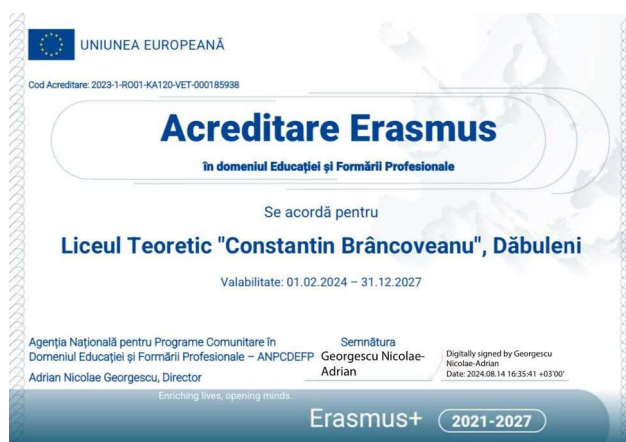 UNIUNEA EUROPEANĂ
Cod Acreditare: 2023-1-RO01-KA120-VET-000185938
Acreditare Erasmus
în domeniul Educației și Formării Profesionale
Se acordă pentru
Liceul Teoretic "Constantin Brâncoveanu", Dăbuleni
Valabilitate: 01.02.2024 – 31.12.2027
Agenția Națională pentru Programe Comunitare în
Domeniul Educației și Formării Profesionale – ANPCDEFP
Adrian Nicolae Georgescu, Director
Semnătura
Georgescu Nicolae-
Adrian
Digitally signed by Georgescu
Nicolae-Adrian
Date: 2024.08.14 16:35:41 +03'00'
Enriching lives, opening minds.
Erasmus+ 2021-2027